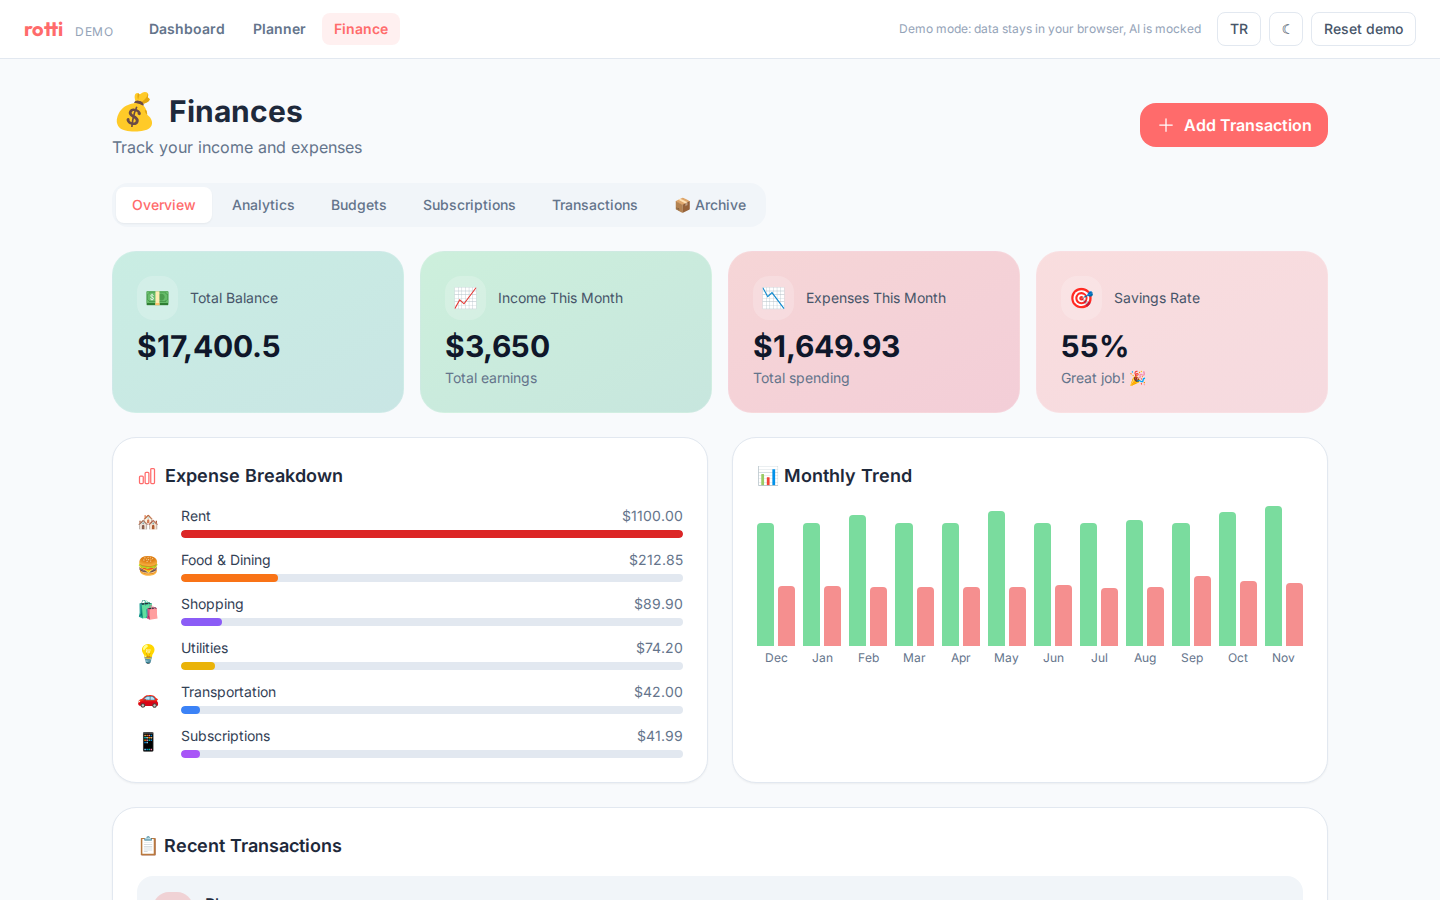 rotti DEMO Dashboard Planner Finance Demo mode: data stays in your browser, AI is mocked TR Reset demo
Finances
Track your income and expenses
Add Transaction
Overview Analytics Budgets Subscriptions Transactions Archive
Total Balance
$17,400.5
Income This Month
$3,650
Total earnings
Expenses This Month
$1,649.93
Total spending
Savings Rate
55%
Great job! 🎉
Expense Breakdown
Rent $1100.00
Food & Dining $212.85
Shopping $89.90
Utilities $74.20
Transportation $42.00
Subscriptions $41.99
Monthly Trend
Dec Jan Feb Mar Apr May Jun Jul Aug Sep Oct Nov
Recent Transactions